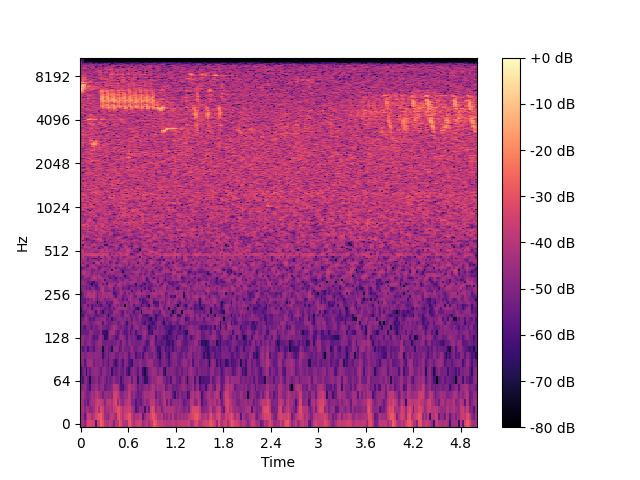 8192
4096
2048
1024
512
256
128
64
0
Hz
0 0.6 1.2 1.8 2.4 3 3.6 4.2 4.8
Time
+0 dB
-10 dB
-20 dB
-30 dB
-40 dB
-50 dB
-60 dB
-70 dB
-80 dB